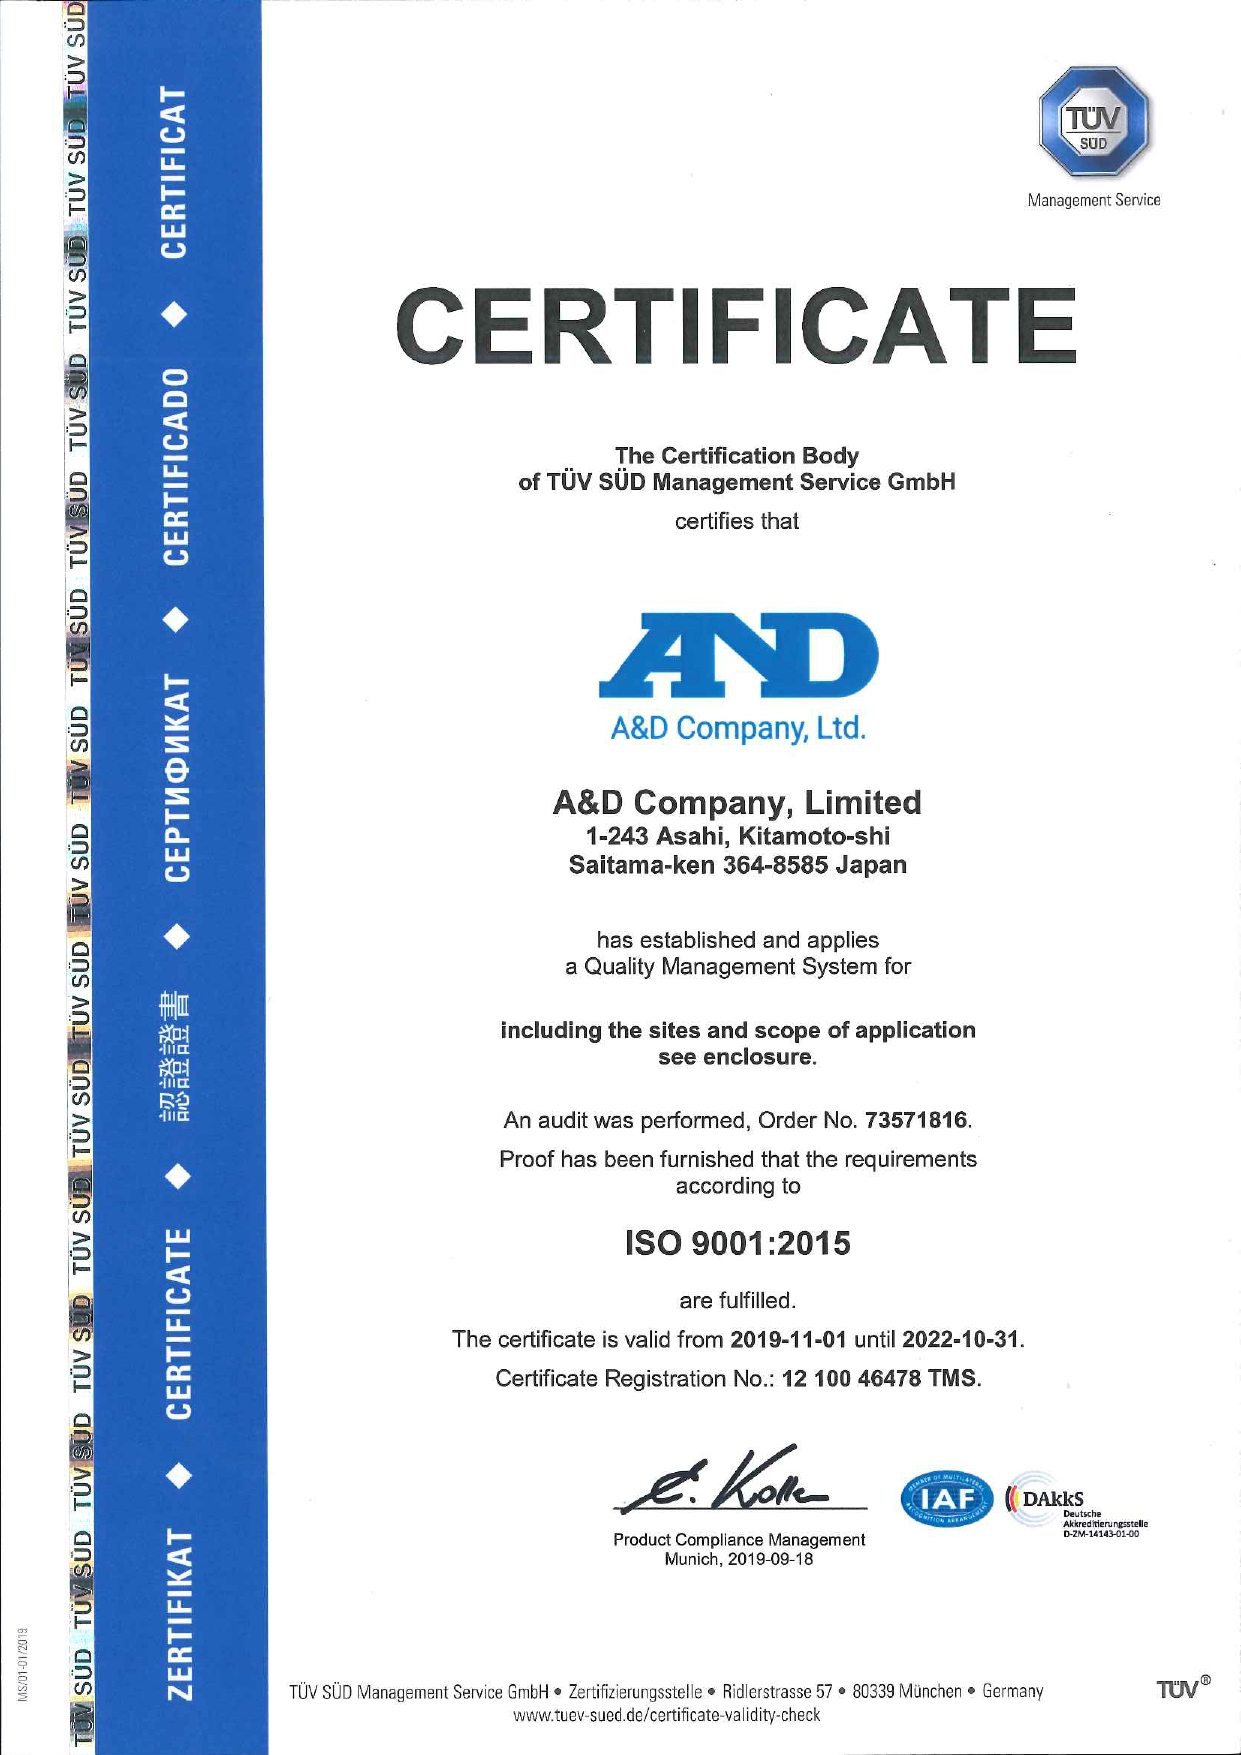 TÜV
SÜD
Management Service
CERTIFICATE
The Certification Body
of TÜV SÜD Management Service GmbH
certifies that
AND
A&D Company, Ltd.
A&D Company, Limited
1-243 Asahi, Kitamoto-shi
Saitama-ken 364-8585 Japan
has established and applies
a Quality Management System for
including the sites and scope of application
see enclosure.
An audit was performed, Order No. 73571816.
Proof has been furnished that the requirements
according to
ISO 9001:2015
are fulfilled.
The certificate is valid from 2019-11-01 until 2022-10-31.
Certificate Registration No.: 12 100 46478 TMS.
E. Kolle
Product Compliance Management
Munich, 2019-09-18
MEMBER OF MULTILATERAL
IAF
RECOGNITION ARRANGEMENT
DAkkS
Deutsche
Akkreditierungsstelle
D-ZM-14143-01-00
TÜV SÜD Management Service GmbH • Zertifizierungsstelle • Ridlerstrasse 57 • 80339 München • Germany
www.tuev-sued.de/certificate-validity-check
TÜV®
ZERTIFIKAT ◆ CERTIFICATE ◆ 認證證書 ◆ СЕРТИФИКАТ ◆ CERTIFICADO ◆ CERTIFICAT
TÜV SÜD TÜV SÜD TÜV SÜD TÜV SÜD TÜV SÜD TÜV SÜD TÜV SÜD TÜV SÜD TÜV SÜD TÜV SÜD TÜV SÜD TÜV SÜD TÜV SÜD TÜV SÜD TÜV SÜD
MS/01-01/2019